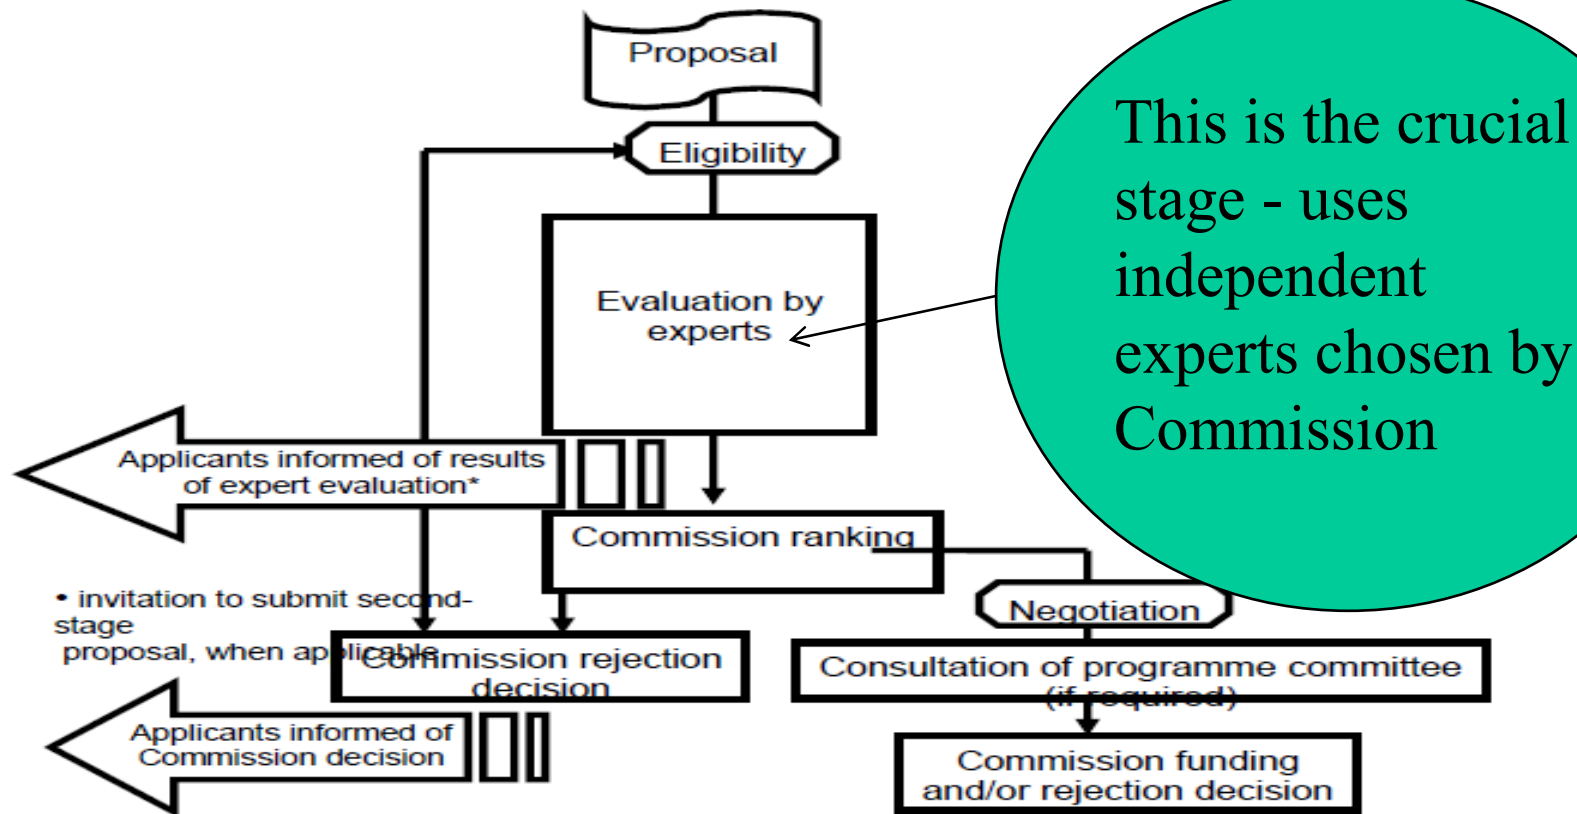 Proposal
Eligibility
This is the crucial
stage - uses
independent
experts chosen by
Commission
Evaluation by
experts
Applicants informed of results
of expert evaluation*
Commission ranking
• invitation to submit second-
stage
proposal, when applicable
Negotiation
Commission rejection
decision
Consultation of programme committee
(if required)
Applicants informed of
Commission decision
Commission funding
and/or rejection decision